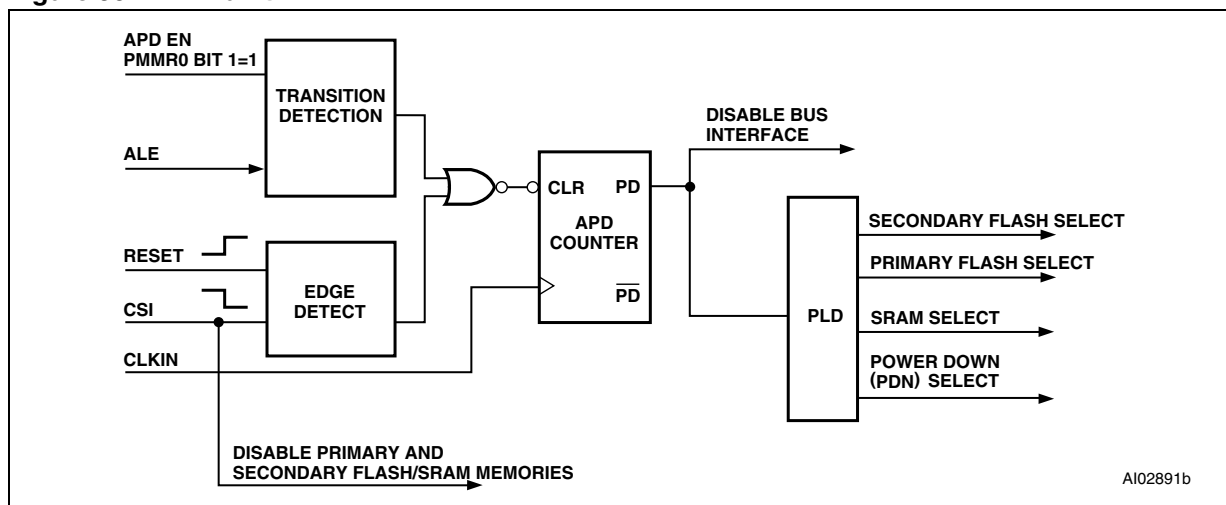 APD EN
PMMR0 BIT 1=1
TRANSITION
DETECTION
ALE
RESET
CSI
CLKIN
EDGE
DETECT
CLR
PD
APD
COUNTER
PD
DISABLE BUS
INTERFACE
PLD
SECONDARY FLASH SELECT
PRIMARY FLASH SELECT
SRAM SELECT
POWER DOWN
(PDN) SELECT
DISABLE PRIMARY AND
SECONDARY FLASH/SRAM MEMORIES
AI02891b